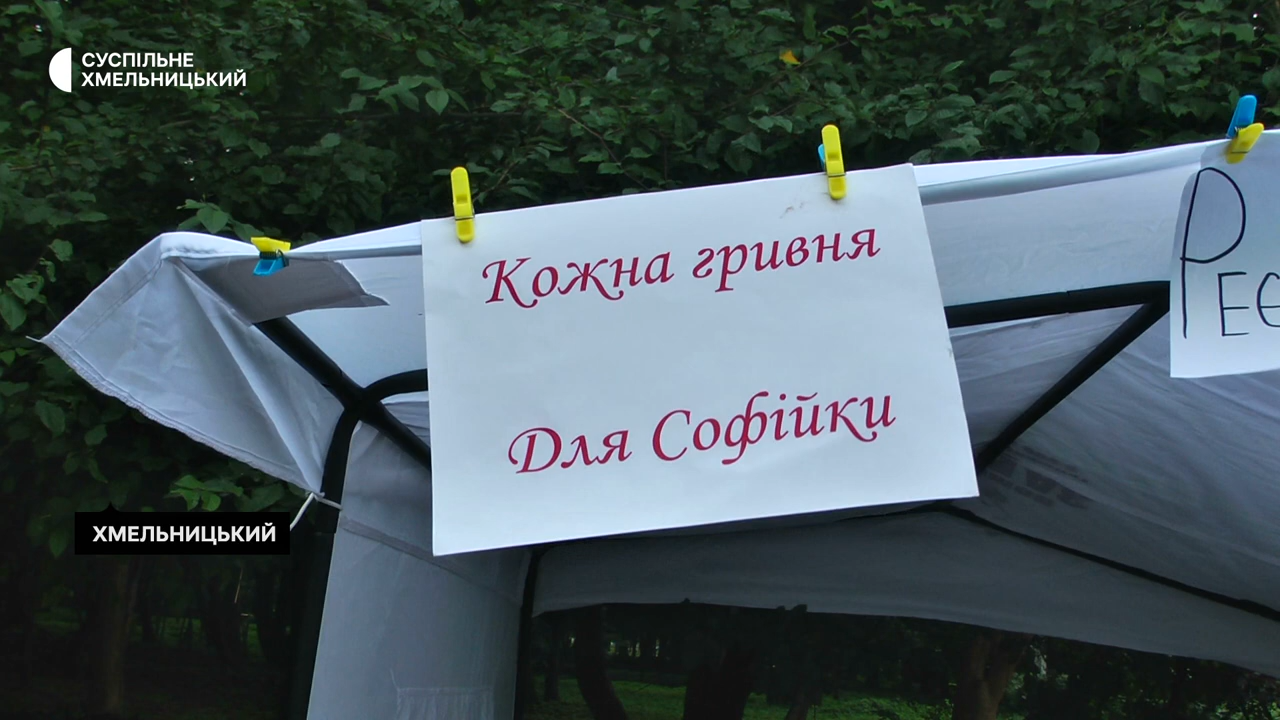 СУСПІЛЬНЕ
ХМЕЛЬНИЦЬКИЙ
Кожна гривня
Для Софійки
ХМЕЛЬНИЦЬКИЙ